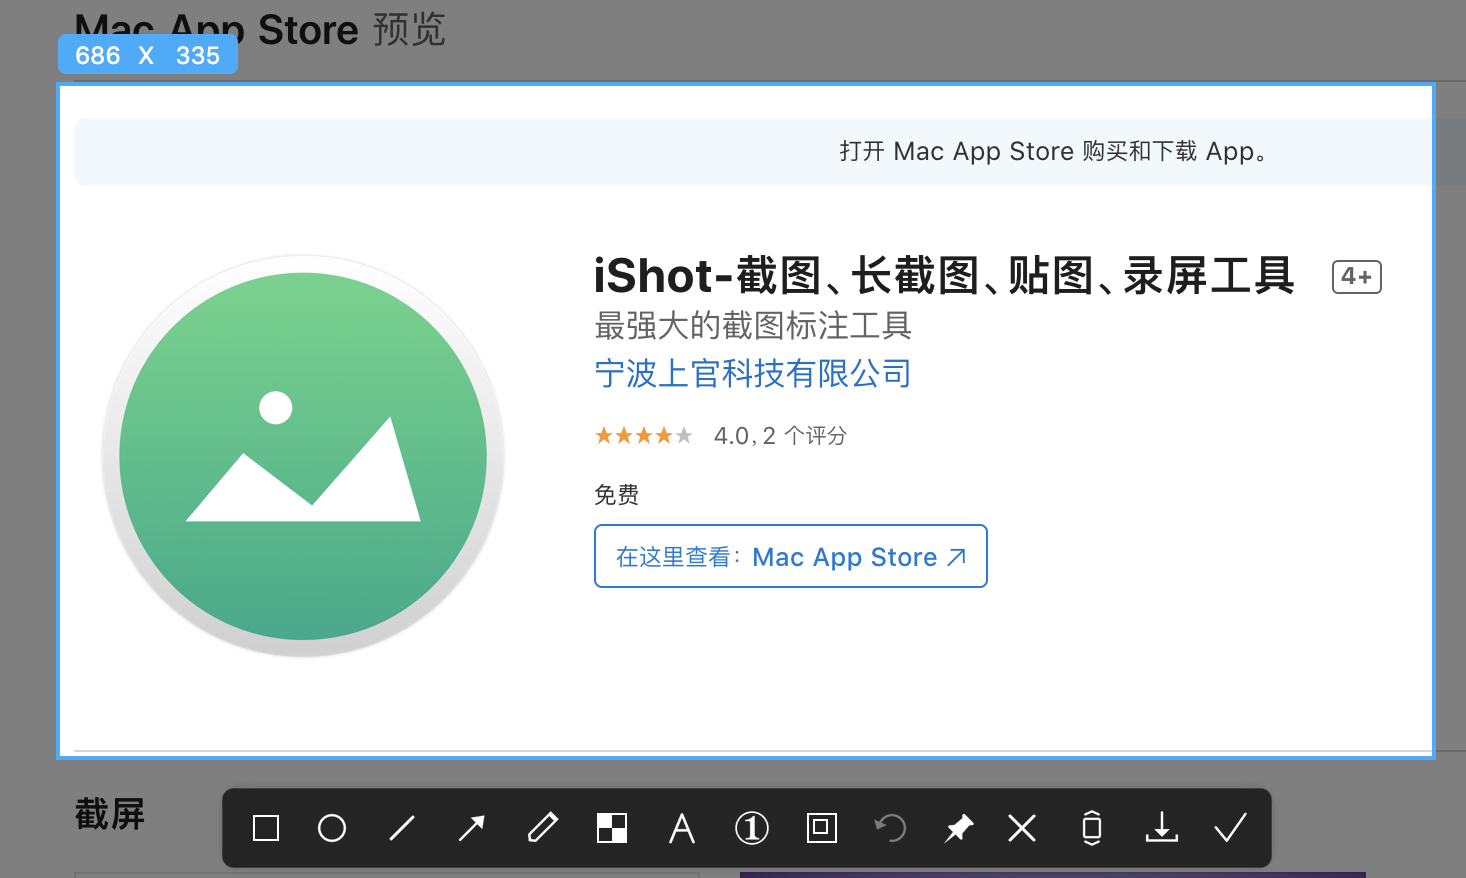 Mac App Store 预览
686 X 335
打开 Mac App Store 购买和下载 App。
iShot-截图、长截图、贴图、录屏工具 4+
最强大的截图标注工具
宁波上官科技有限公司
4.0，2 个评分
免费
在这里查看：Mac App Store ↗
截屏
A ①